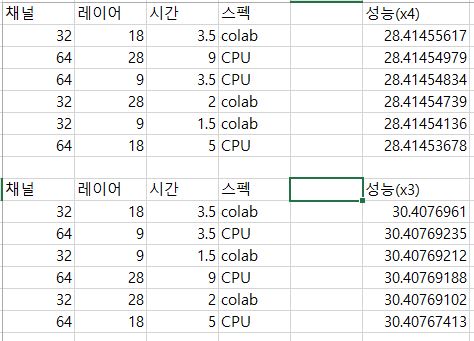 채널 레이어 시간 스펙 성능(x4)
32 18 3.5 colab 28.41455617
64 28 9 CPU 28.41454979
64 9 3.5 CPU 28.41454834
32 28 2 colab 28.41454739
32 9 1.5 colab 28.41454136
64 18 5 CPU 28.41453678
채널 레이어 시간 스펙 성능(x3)
32 18 3.5 colab 30.4076961
64 9 3.5 CPU 30.40769235
32 9 1.5 colab 30.40769212
64 28 9 CPU 30.40769188
32 28 2 colab 30.40769102
64 18 5 CPU 30.40767413